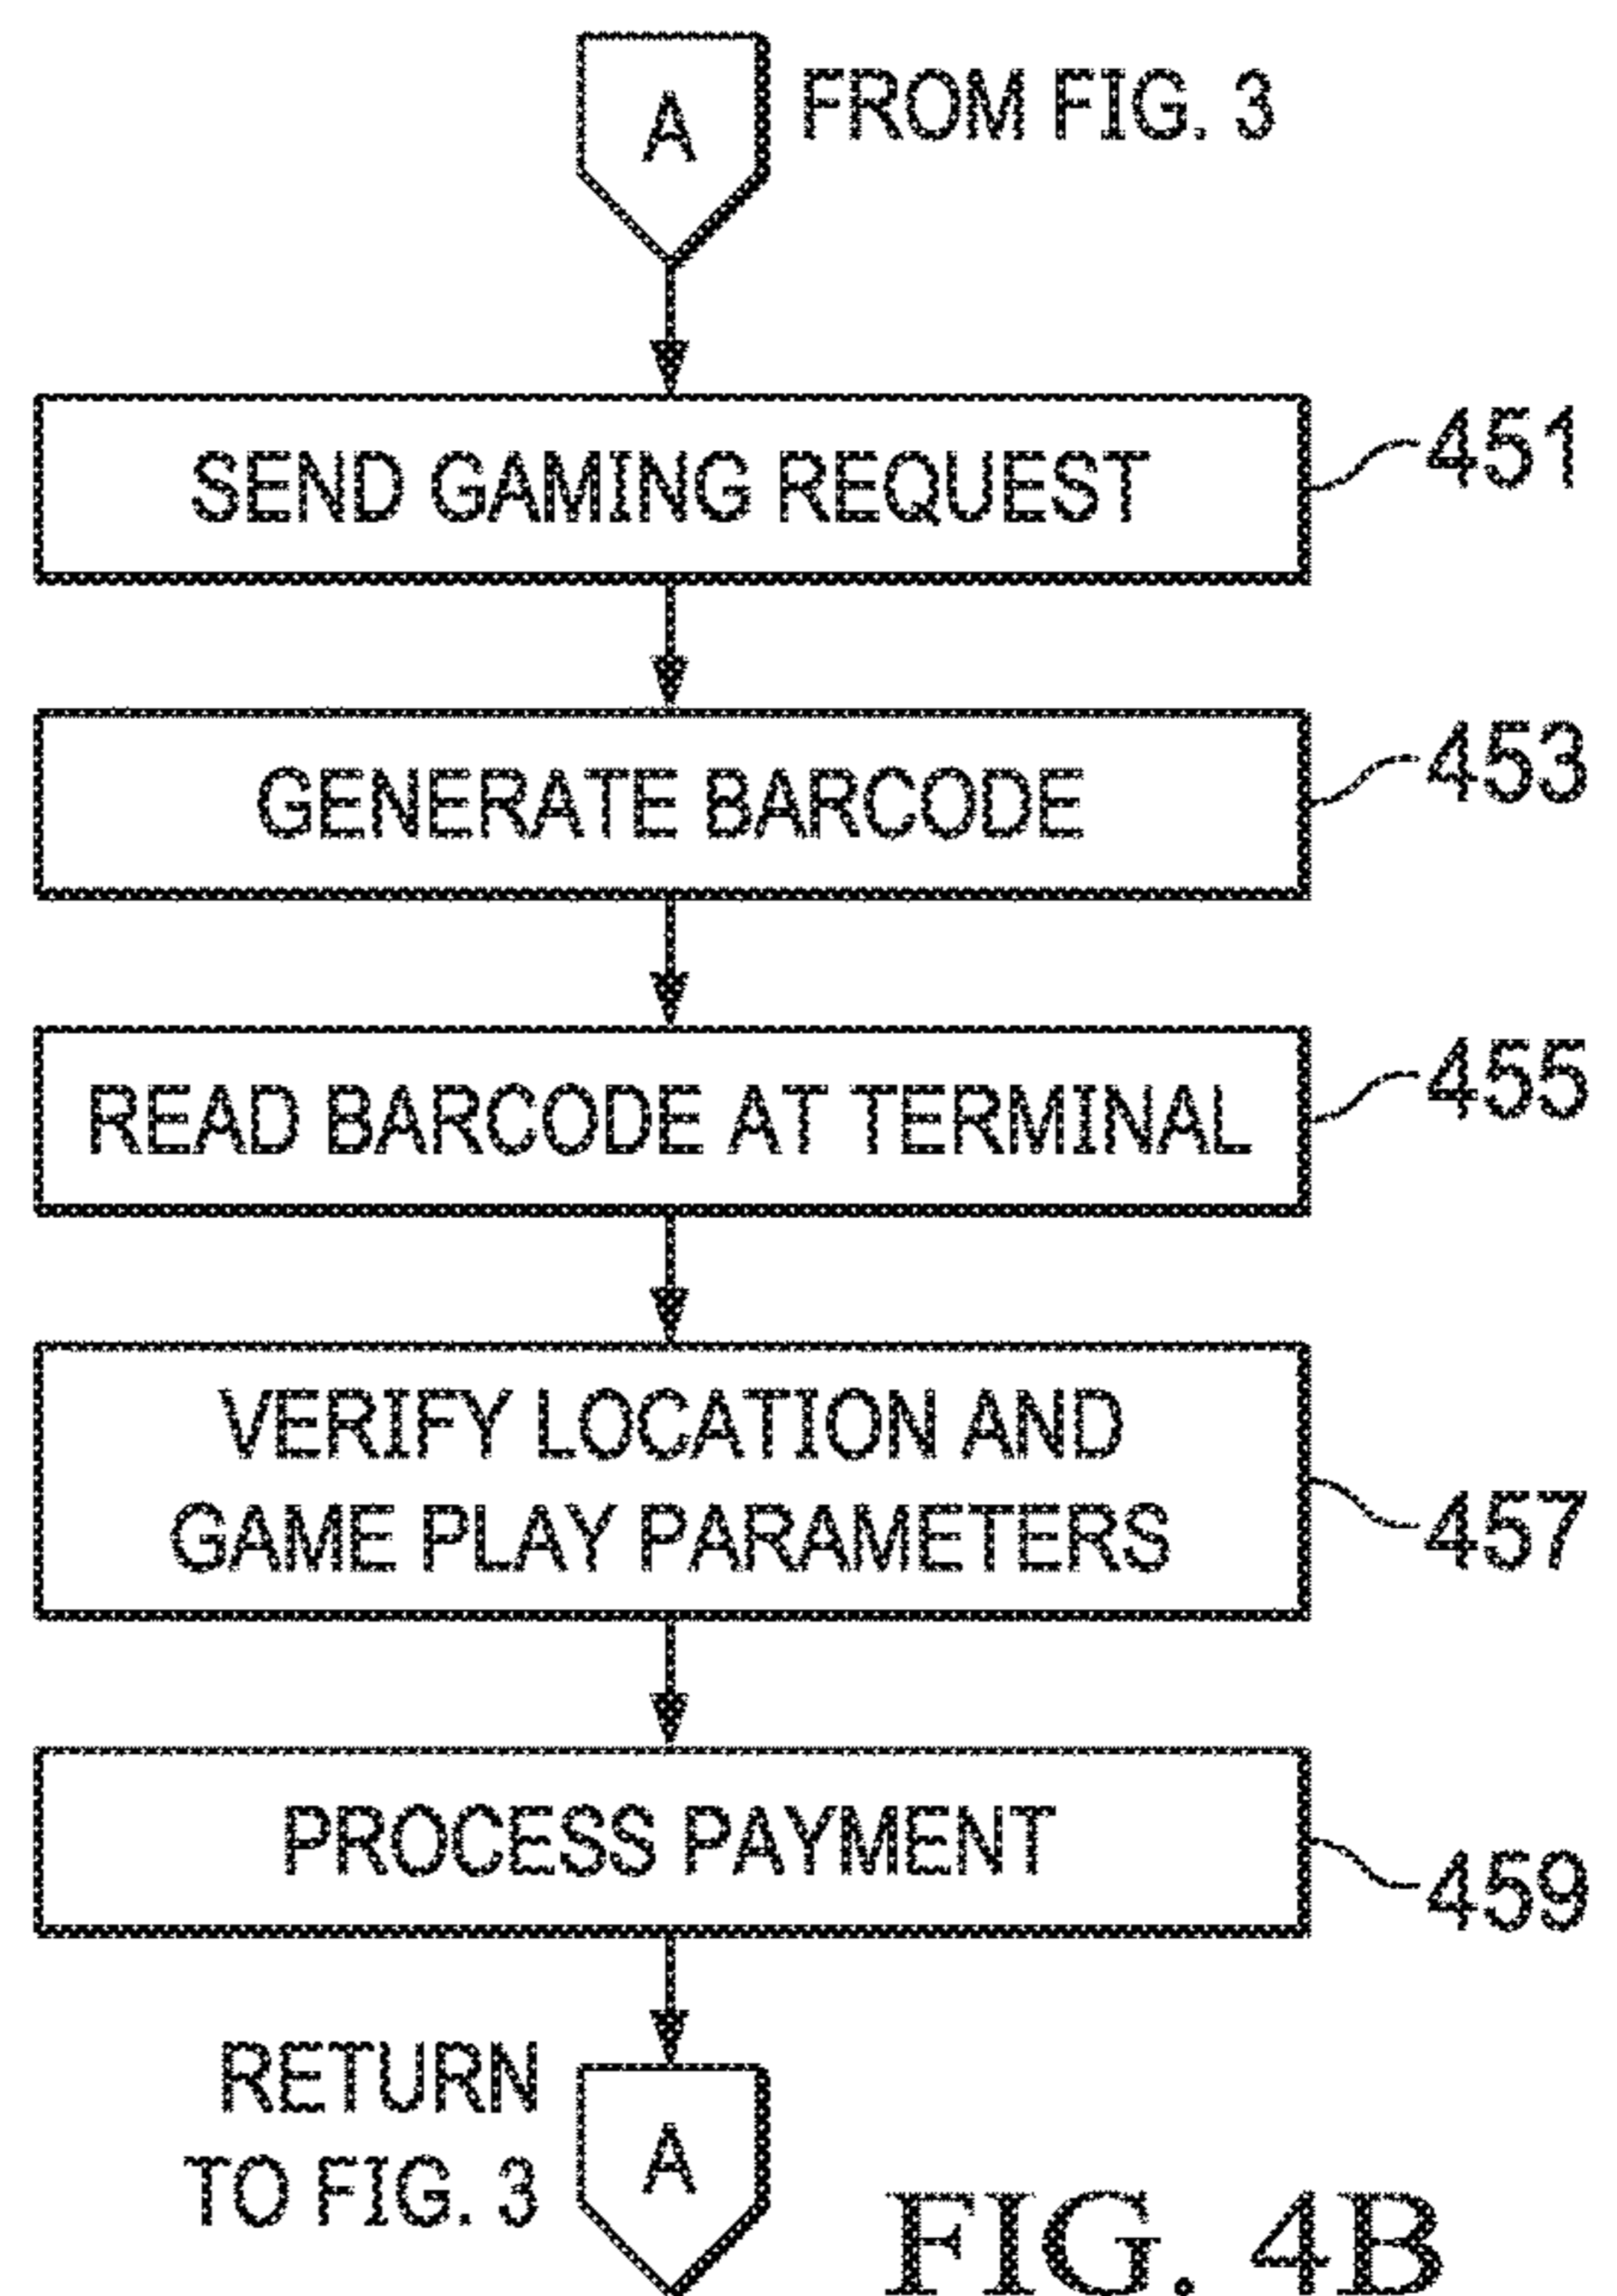 A
FROM FIG. 3
SEND GAMING REQUEST
451
GENERATE BARCODE
453
READ BARCODE AT TERMINAL
455
VERIFY LOCATION AND
GAME PLAY PARAMETERS
457
PROCESS PAYMENT
459
RETURN
TO FIG. 3
A
FIG. 4B